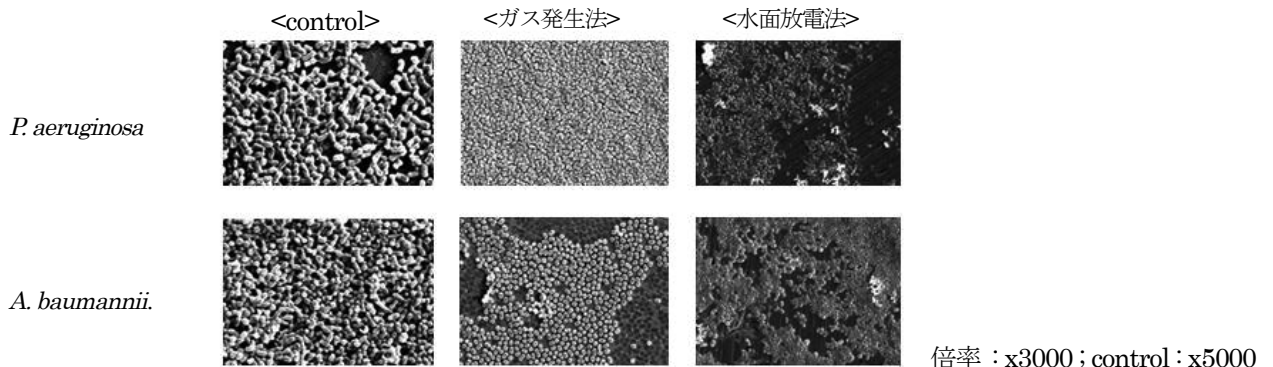 <control> <ガス発生法> <水面放電法>
P. aeruginosa
A. baumannii.
倍率：x3000；control：x5000